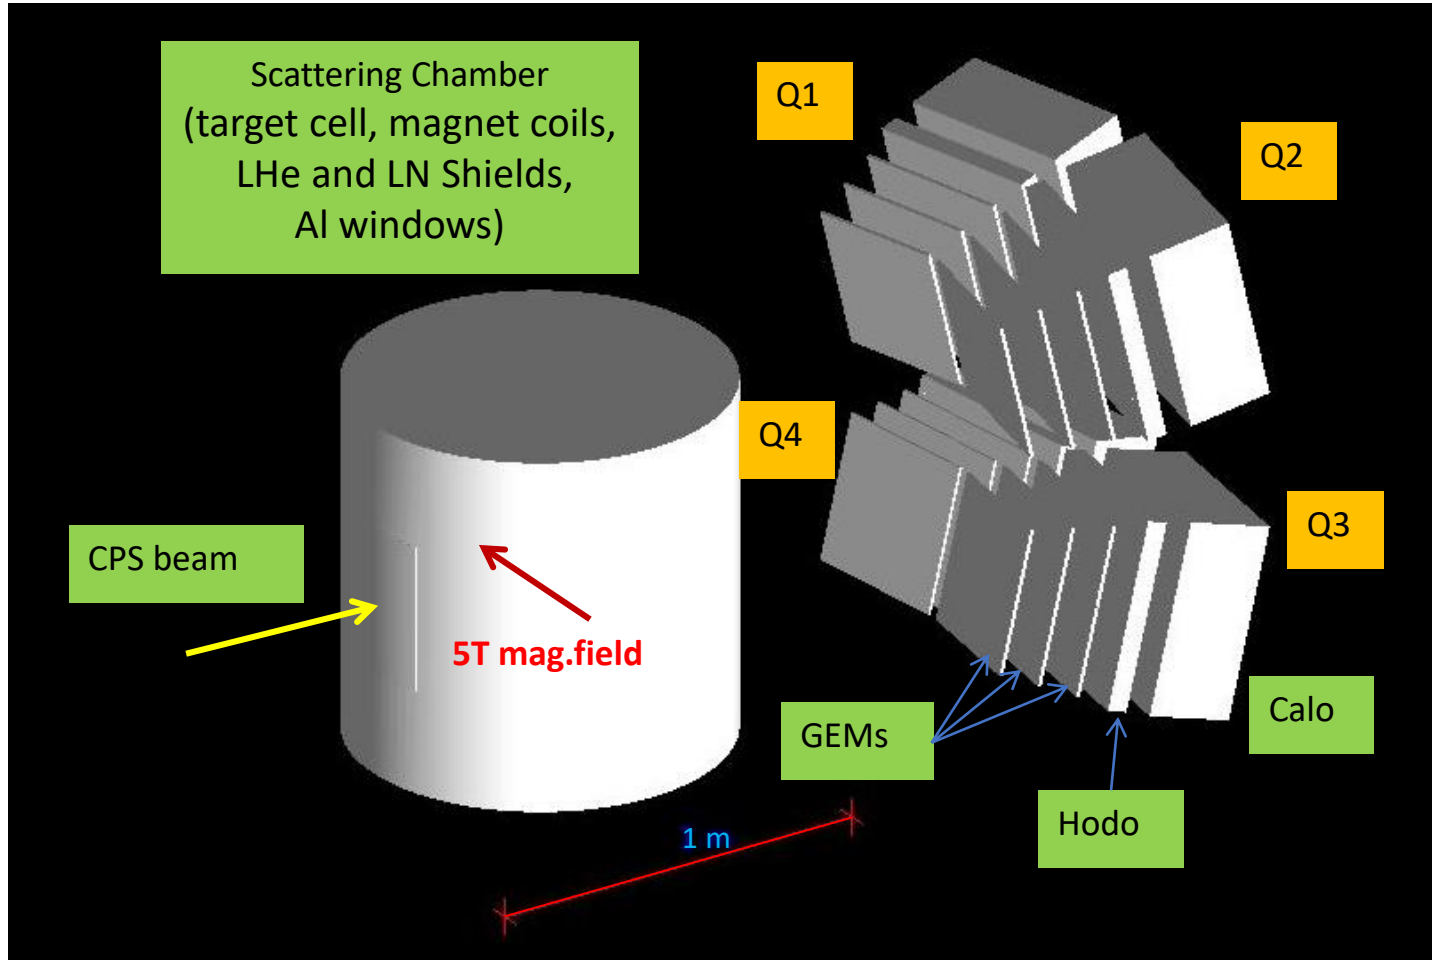 Scattering Chamber
(target cell, magnet coils,
LHe and LN Shields,
Al windows)
Q1
Q2
Q4
Q3
CPS beam
5T mag.field
GEMs
Calo
Hodo
1 m